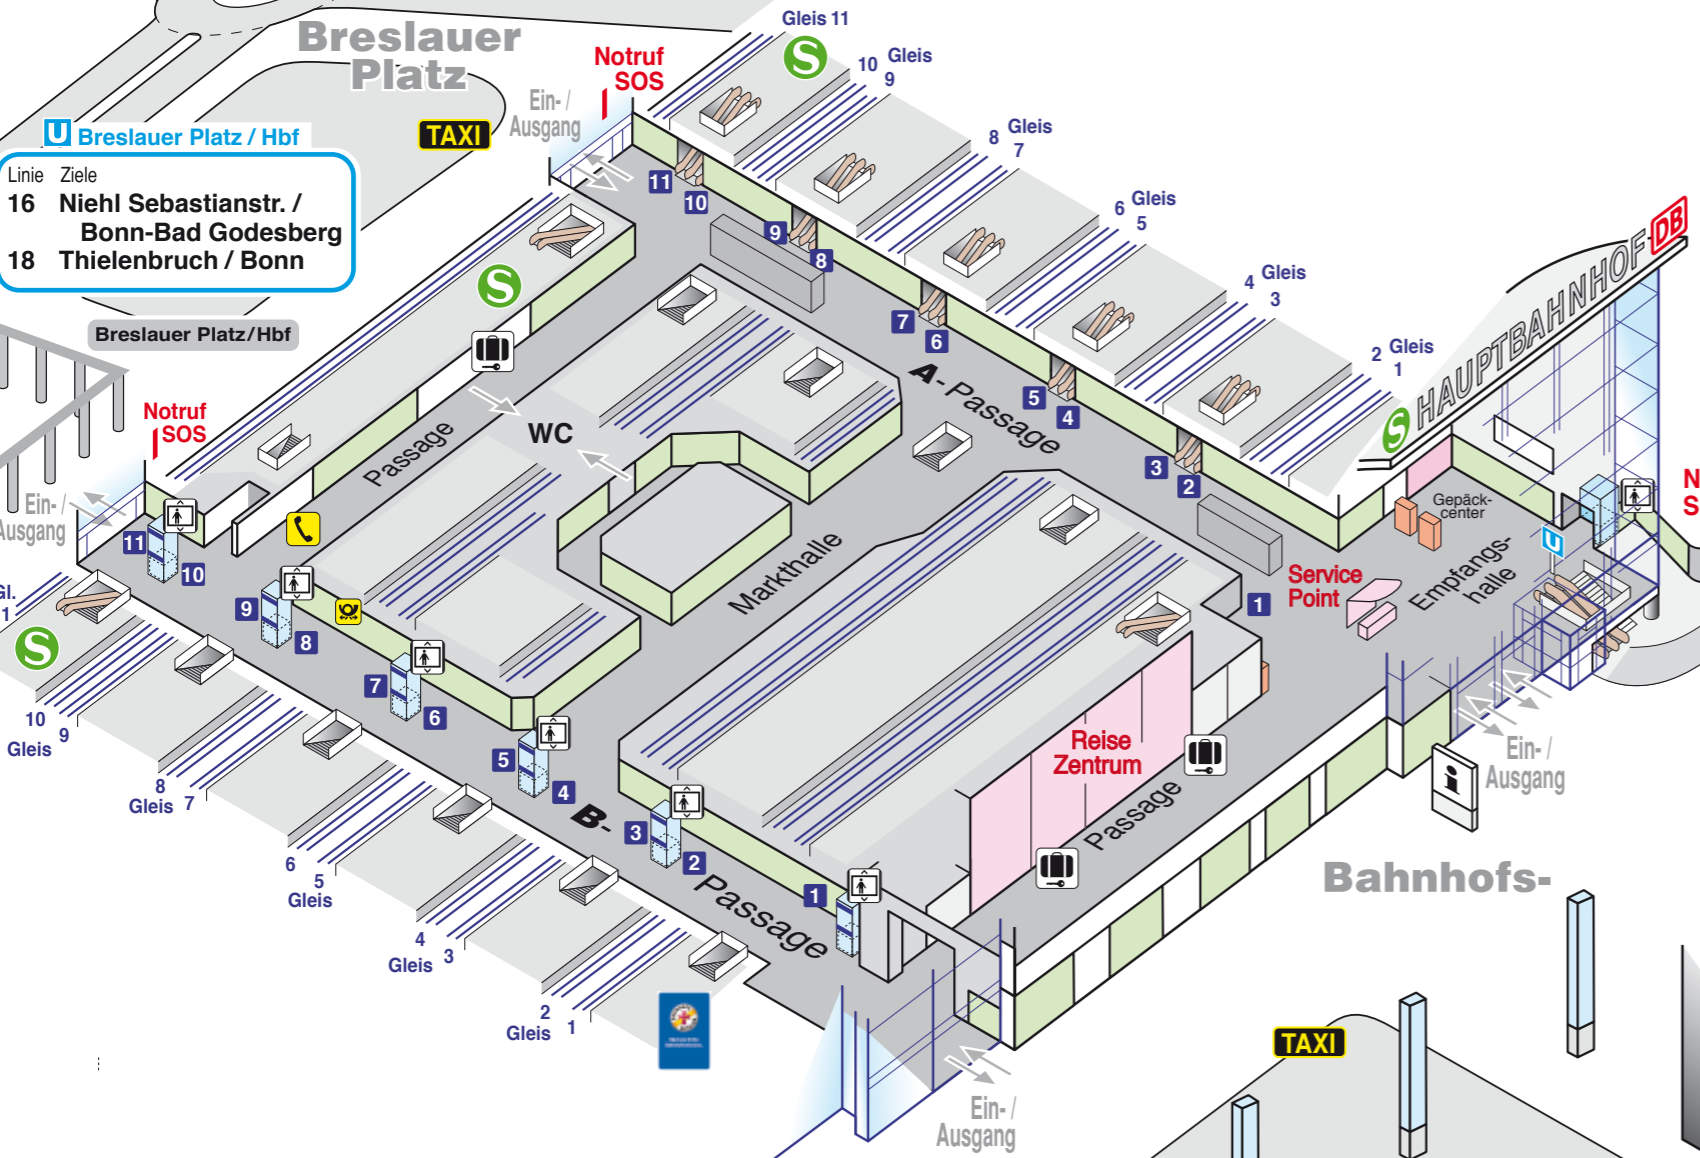 Breslauer
Platz
Notruf
SOS
Ein- /
Ausgang
TAXI
U Breslauer Platz / Hbf
Linie Ziele
16 Niehl Sebastianstr. /
Bonn-Bad Godesberg
18 Thielenbruch / Bonn
Breslauer Platz/Hbf
Gleis 11
S
10 Gleis
9
8 Gleis
7
6 Gleis
5
4 Gleis
3
2 Gleis
1
S HAUPTBAHNHOF DB
11
10
9
8
7
6
5
4
3
2
1
A- Passage
S
Passage
WC
Markthalle
Notruf
SOS
Ein- /
Ausgang
Gepäck-
center
Empfangs-
halle
U
Service
Point
Reise
Zentrum
Passage
Ein- /
Ausgang
i
Bahnhofs-
11
10
9
8
7
6
5
4
3
2
1
B- Passage
Gl.
1
S
10
Gleis 9
8
Gleis 7
6
5
Gleis
4
Gleis 3
2
Gleis 1
Ein- /
Ausgang
TAXI